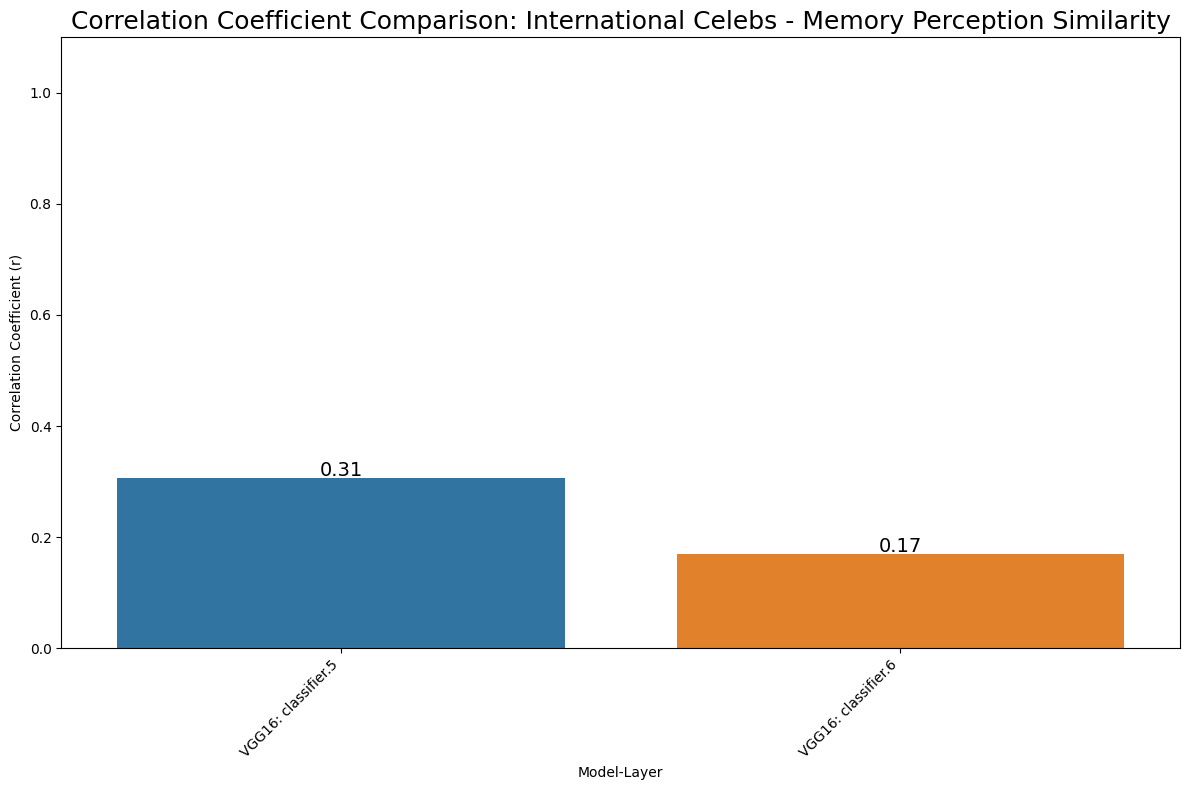 Correlation Coefficient Comparison: International Celebs - Memory Perception Similarity
Correlation Coefficient (r)
1.0
0.8
0.6
0.4
0.2
0.0
0.31
0.17
VGG16: classifier.5
VGG16: classifier.6
Model-Layer